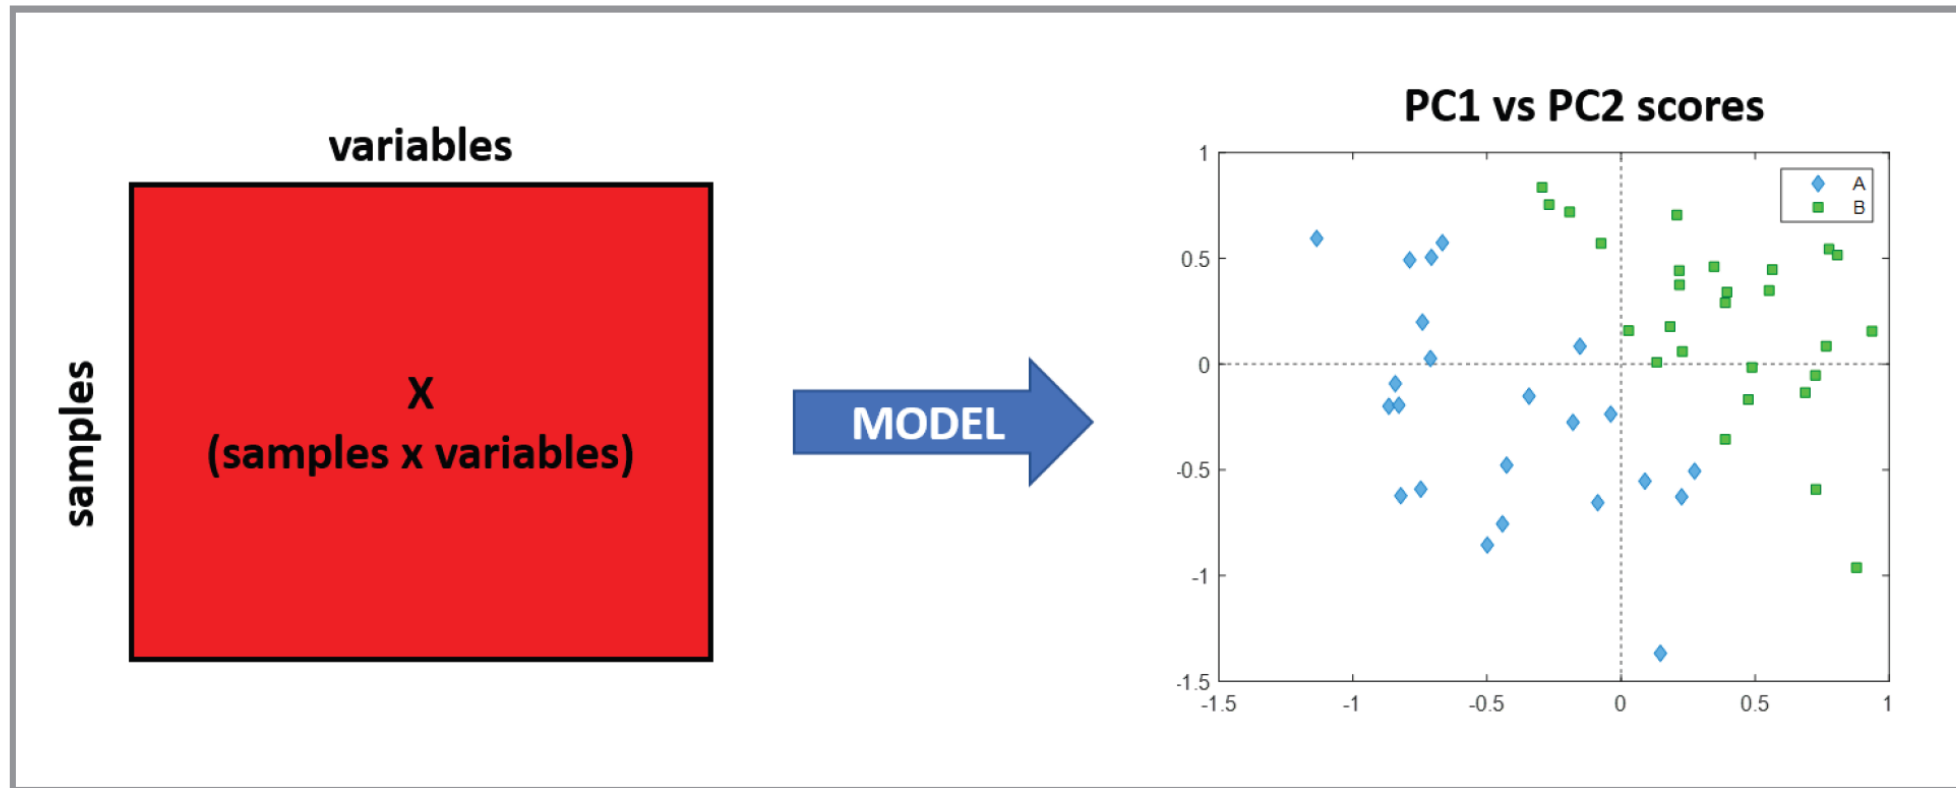 variables
samples
X
(samples x variables)
MODEL
PC1 vs PC2 scores
A
B
1
0.5
0
-0.5
-1
-1.5
-1.5
-1
-0.5
0
0.5
1